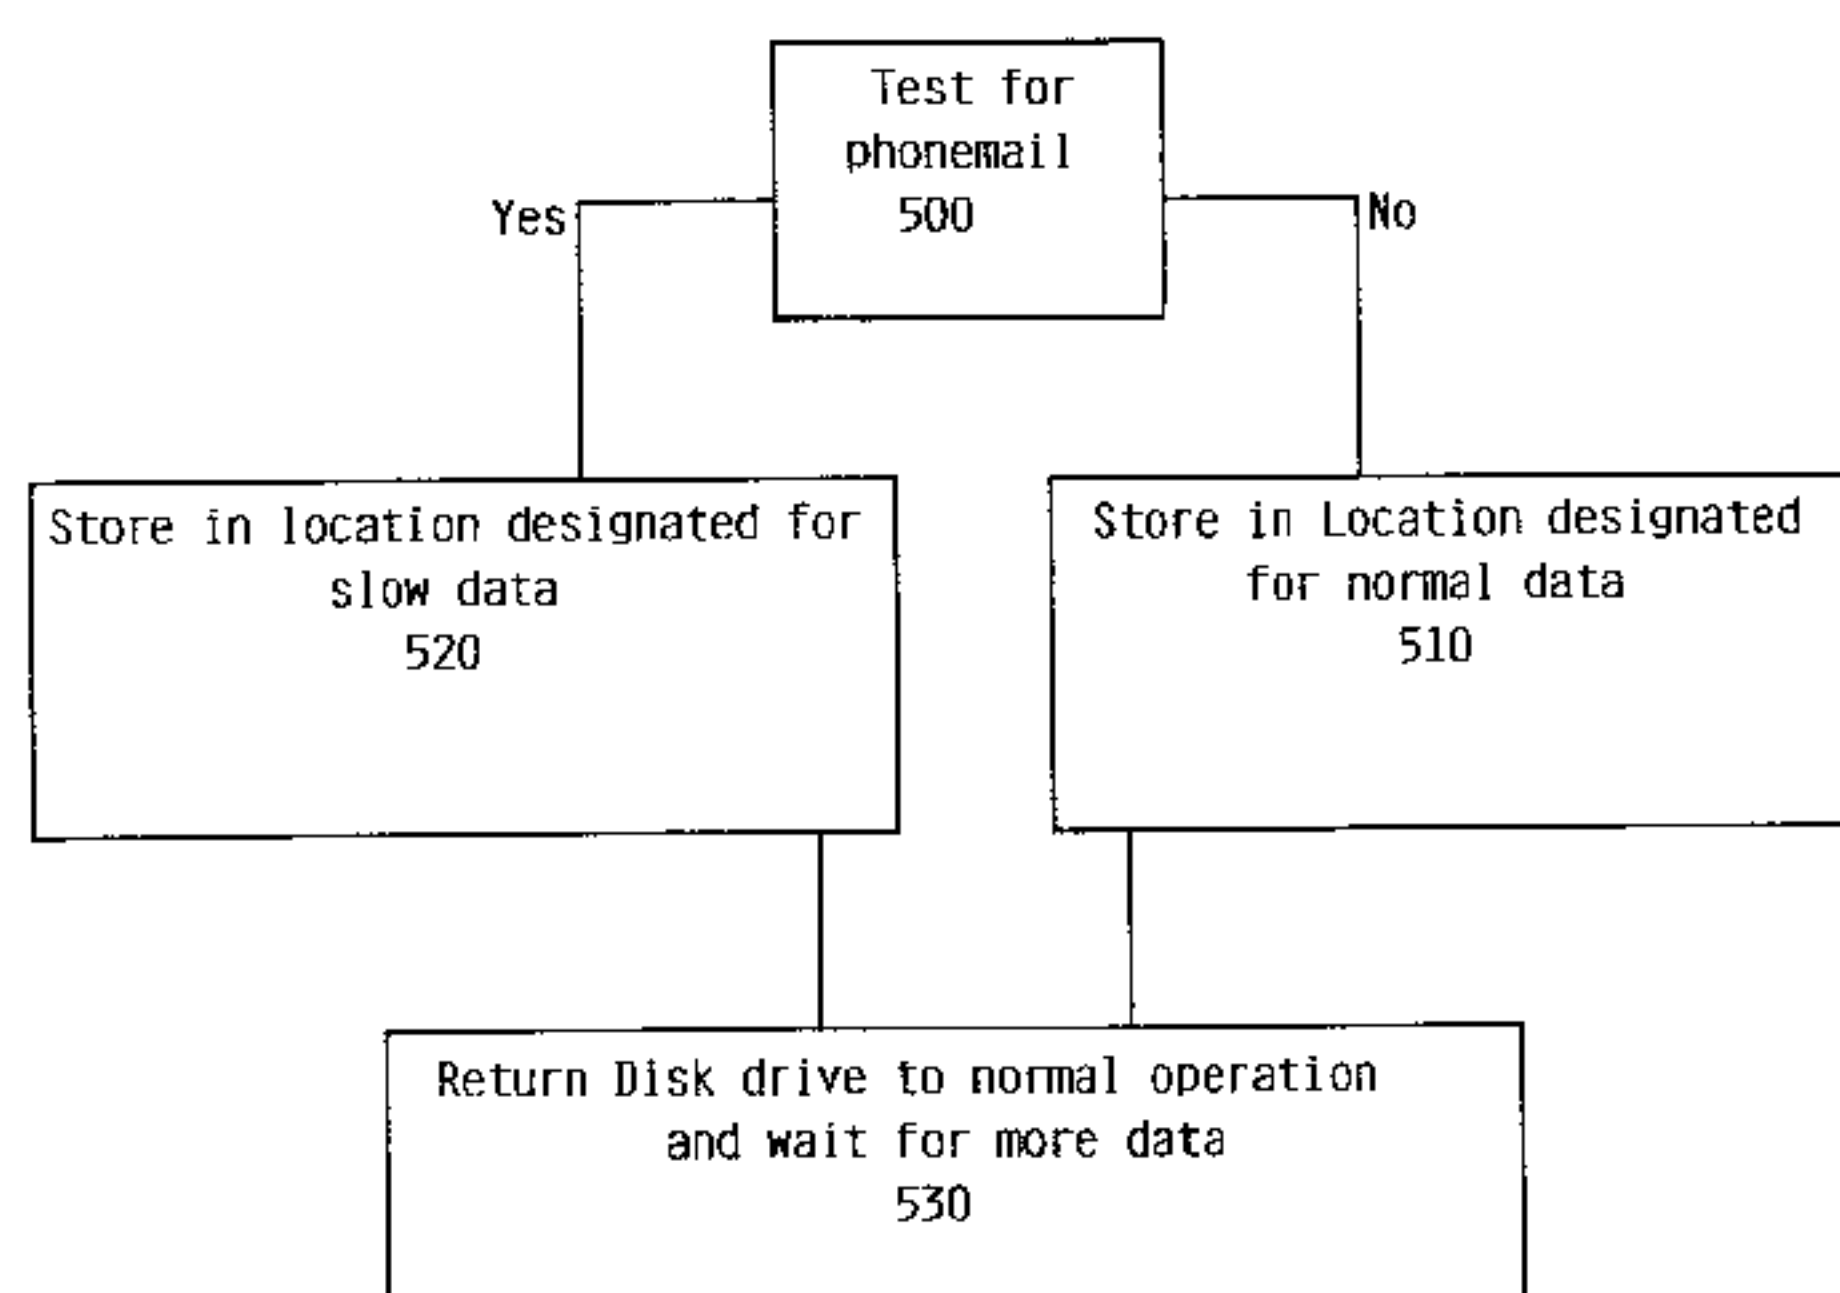 Test for
phonemail
500
Yes
No
Store in location designated for
slow data
520
Store in Location designated
for normal data
510
Return Disk drive to normal operation
and wait for more data
530